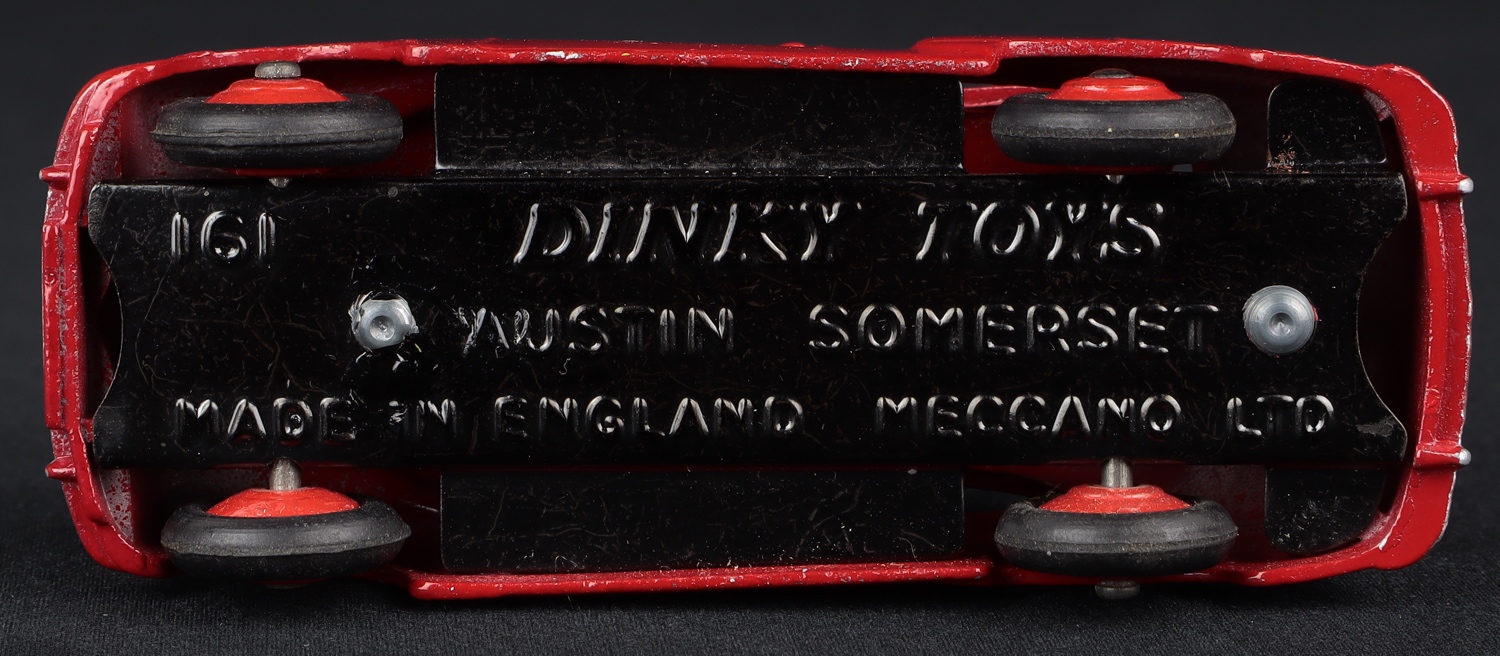 161 DINKY TOYS
AUSTIN SOMERSET
MADE IN ENGLAND MECCANO LTD